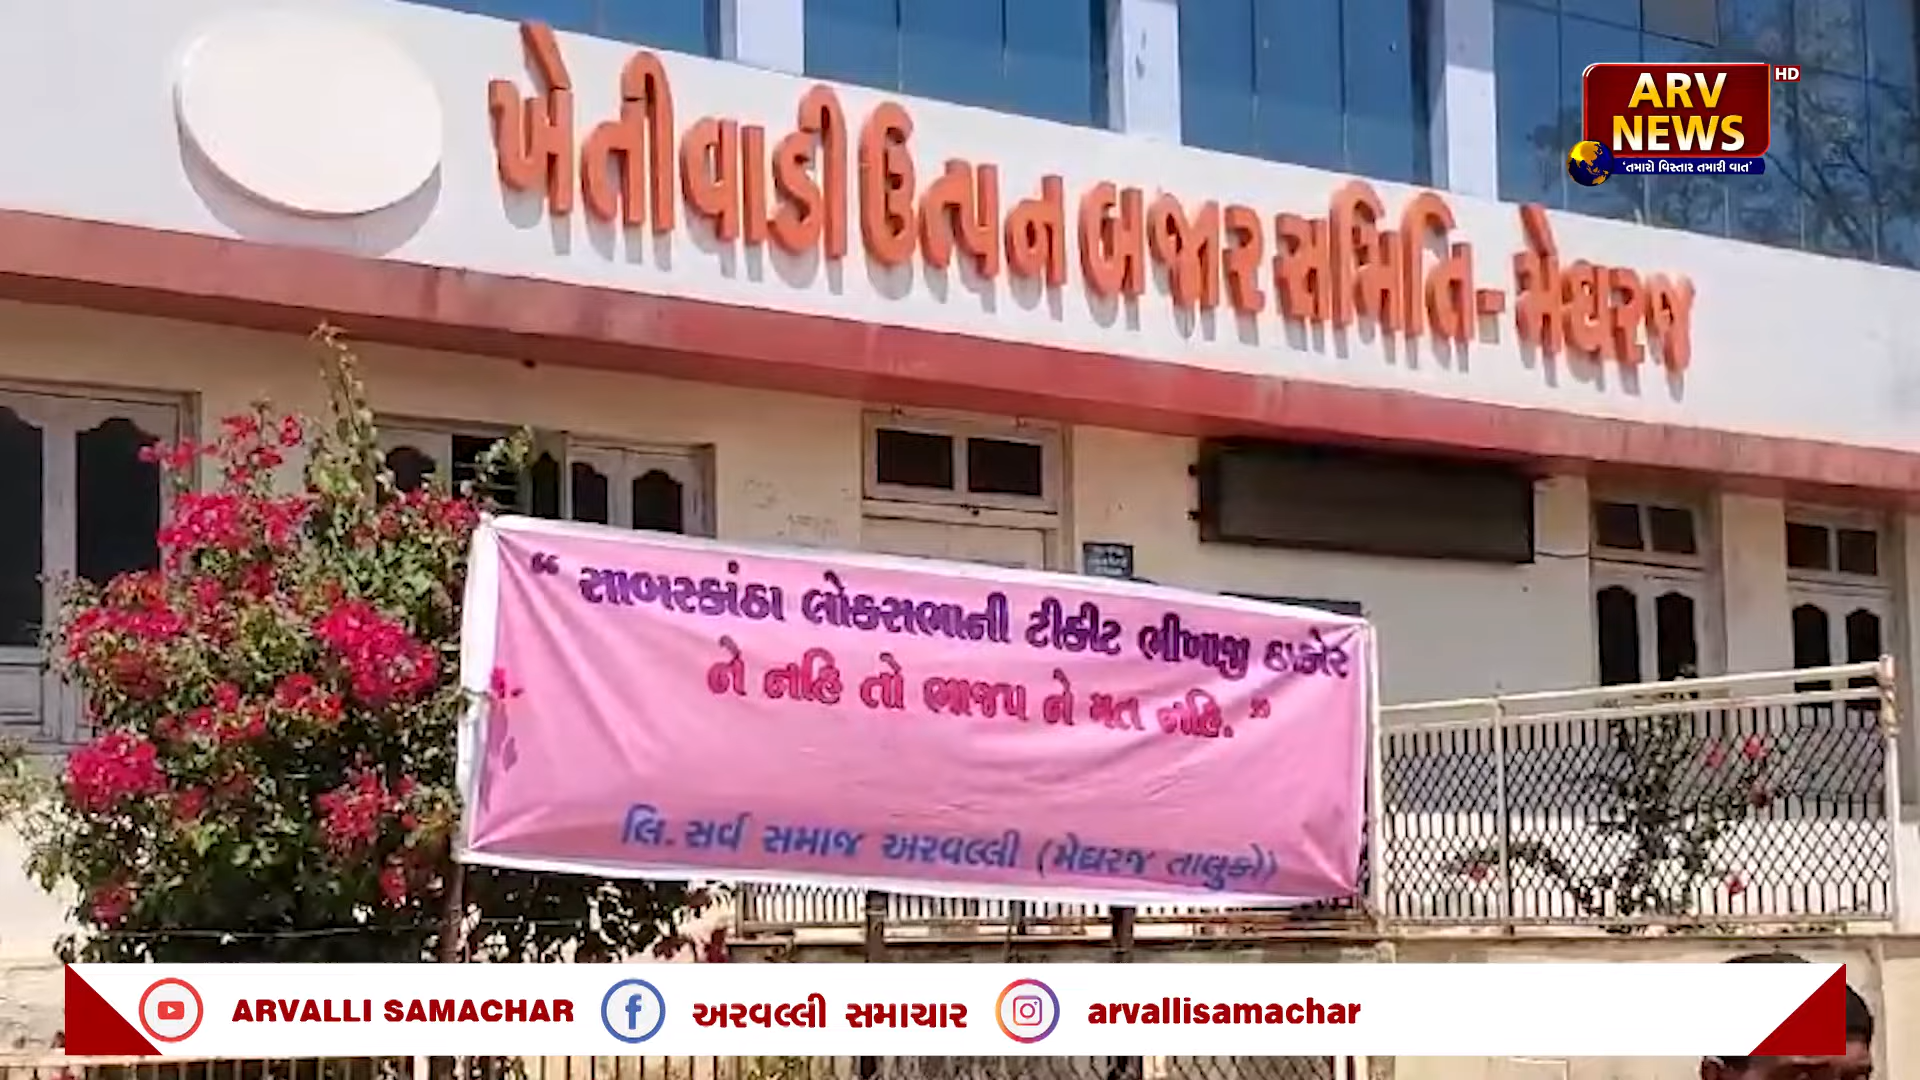 ખેતીવાડી ઉત્પન બજાર સમિતિ - મેઘરજ
ARV
NEWS
HD
'તમારો વિસ્તાર તમારી વાત'
“ સાબરકાંઠા લોકસભાની ટીકીટ ભીખાજી ઠાકોર
ને નહિ તો ભાજપ ને મત નહિ. ”
લિ. સર્વ સમાજ અરવલ્લી (મેઘરજ તાલુકો)
ARVALLI SAMACHAR
અરવલ્લી સમાચાર
arvallisamachar